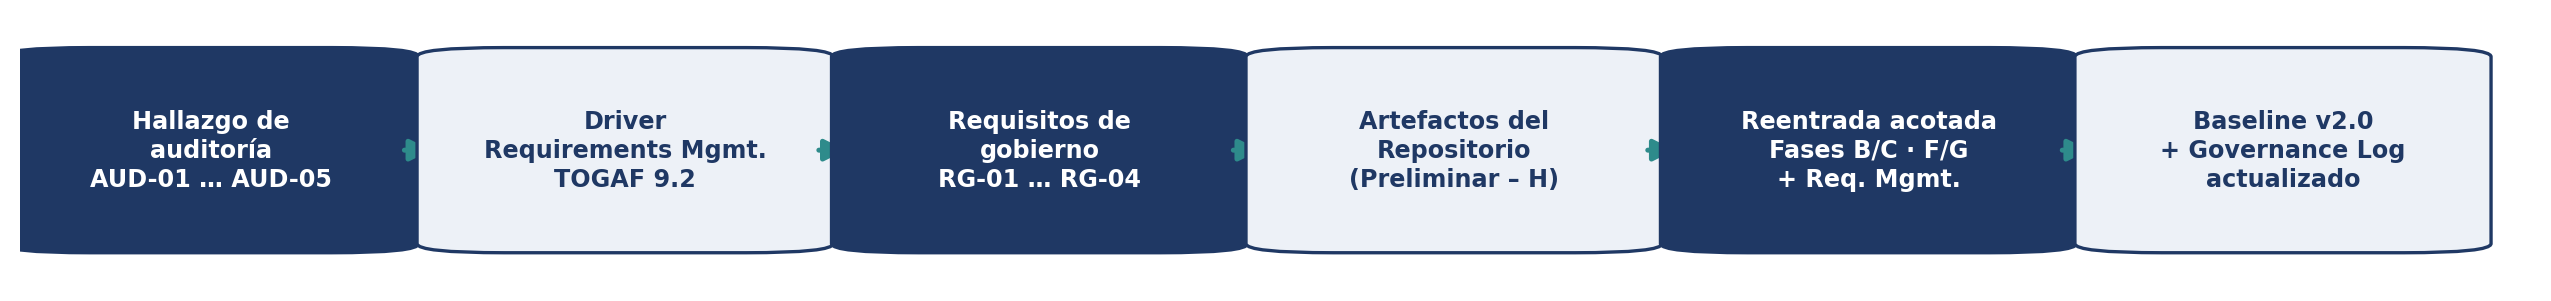 Hallazgo de
auditoría
AUD-01 … AUD-05
Driver
Requirements Mgmt.
TOGAF 9.2
Requisitos de
gobierno
RG-01 … RG-04
Artefactos del
Repositorio
(Preliminar – H)
Reentrada acotada
Fases B/C · F/G
+ Req. Mgmt.
Baseline v2.0
+ Governance Log
actualizado